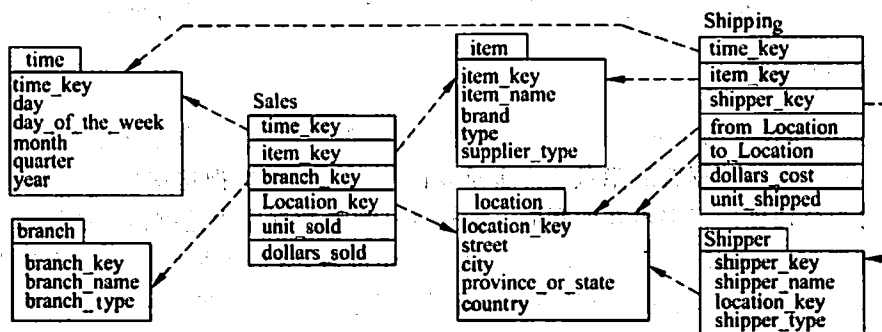 time
time_key
day
day_of_the_week
month
quarter
year
branch
branch_key
branch_name
branch_type
Sales
time_key
item_key
branch_key
Location_key
unit_sold
dollars_sold
item
item_key
item_name
brand
type
supplier_type
location
location_key
street
city
province_or_state
country
Shipping
time_key
item_key
shipper_key
from_Location
to_Location
dollars_cost
unit_shipped
Shipper
shipper_key
shipper_name
location_key
shipper_type